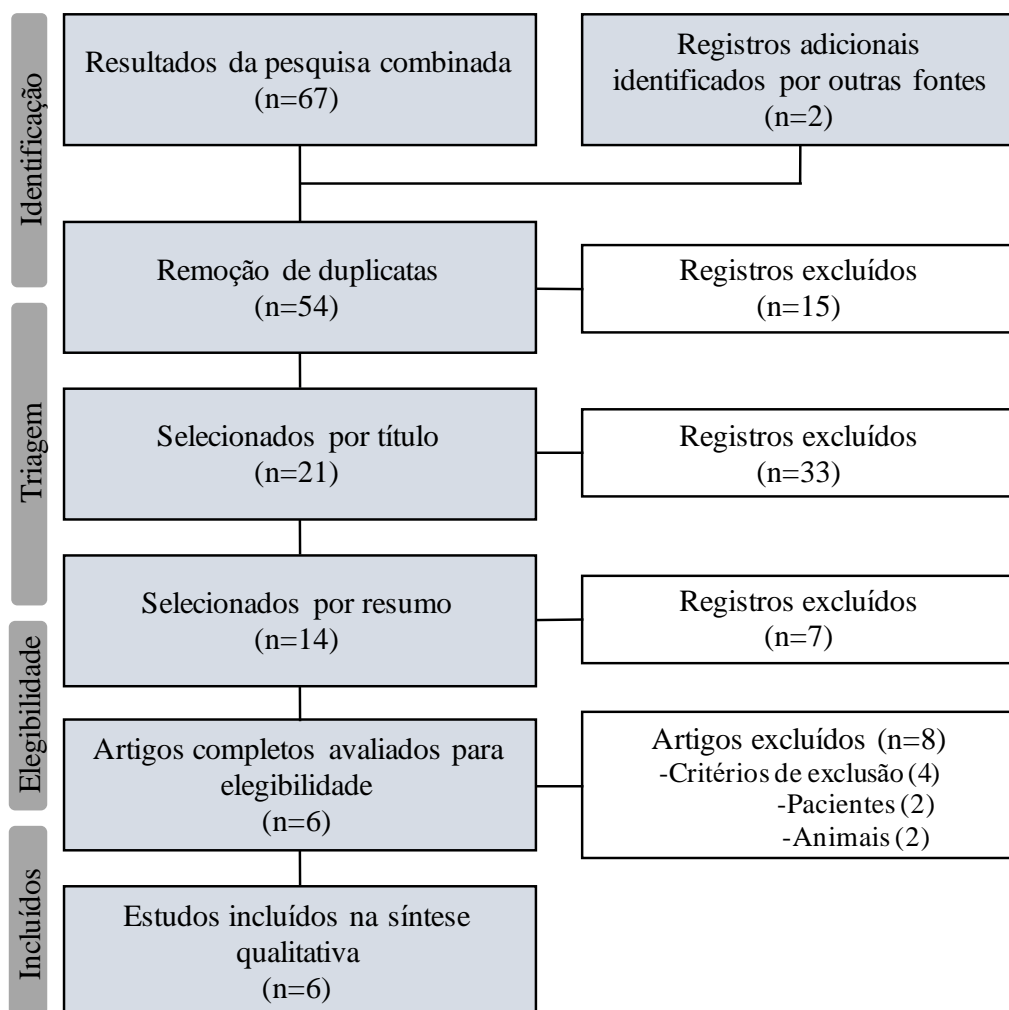 Identificação
Resultados da pesquisa combinada
(n=67)
Registros adicionais
identificados por outras fontes
(n=2)
Remoção de duplicatas
(n=54)
Registros excluídos
(n=15)
Triagem
Selecionados por título
(n=21)
Registros excluídos
(n=33)
Selecionados por resumo
(n=14)
Registros excluídos
(n=7)
Elegibilidade
Artigos completos avaliados para
elegibilidade
(n=6)
Artigos excluídos (n=8)
-Critérios de exclusão (4)
-Pacientes (2)
-Animais (2)
Incluídos
Estudos incluídos na síntese
qualitativa
(n=6)